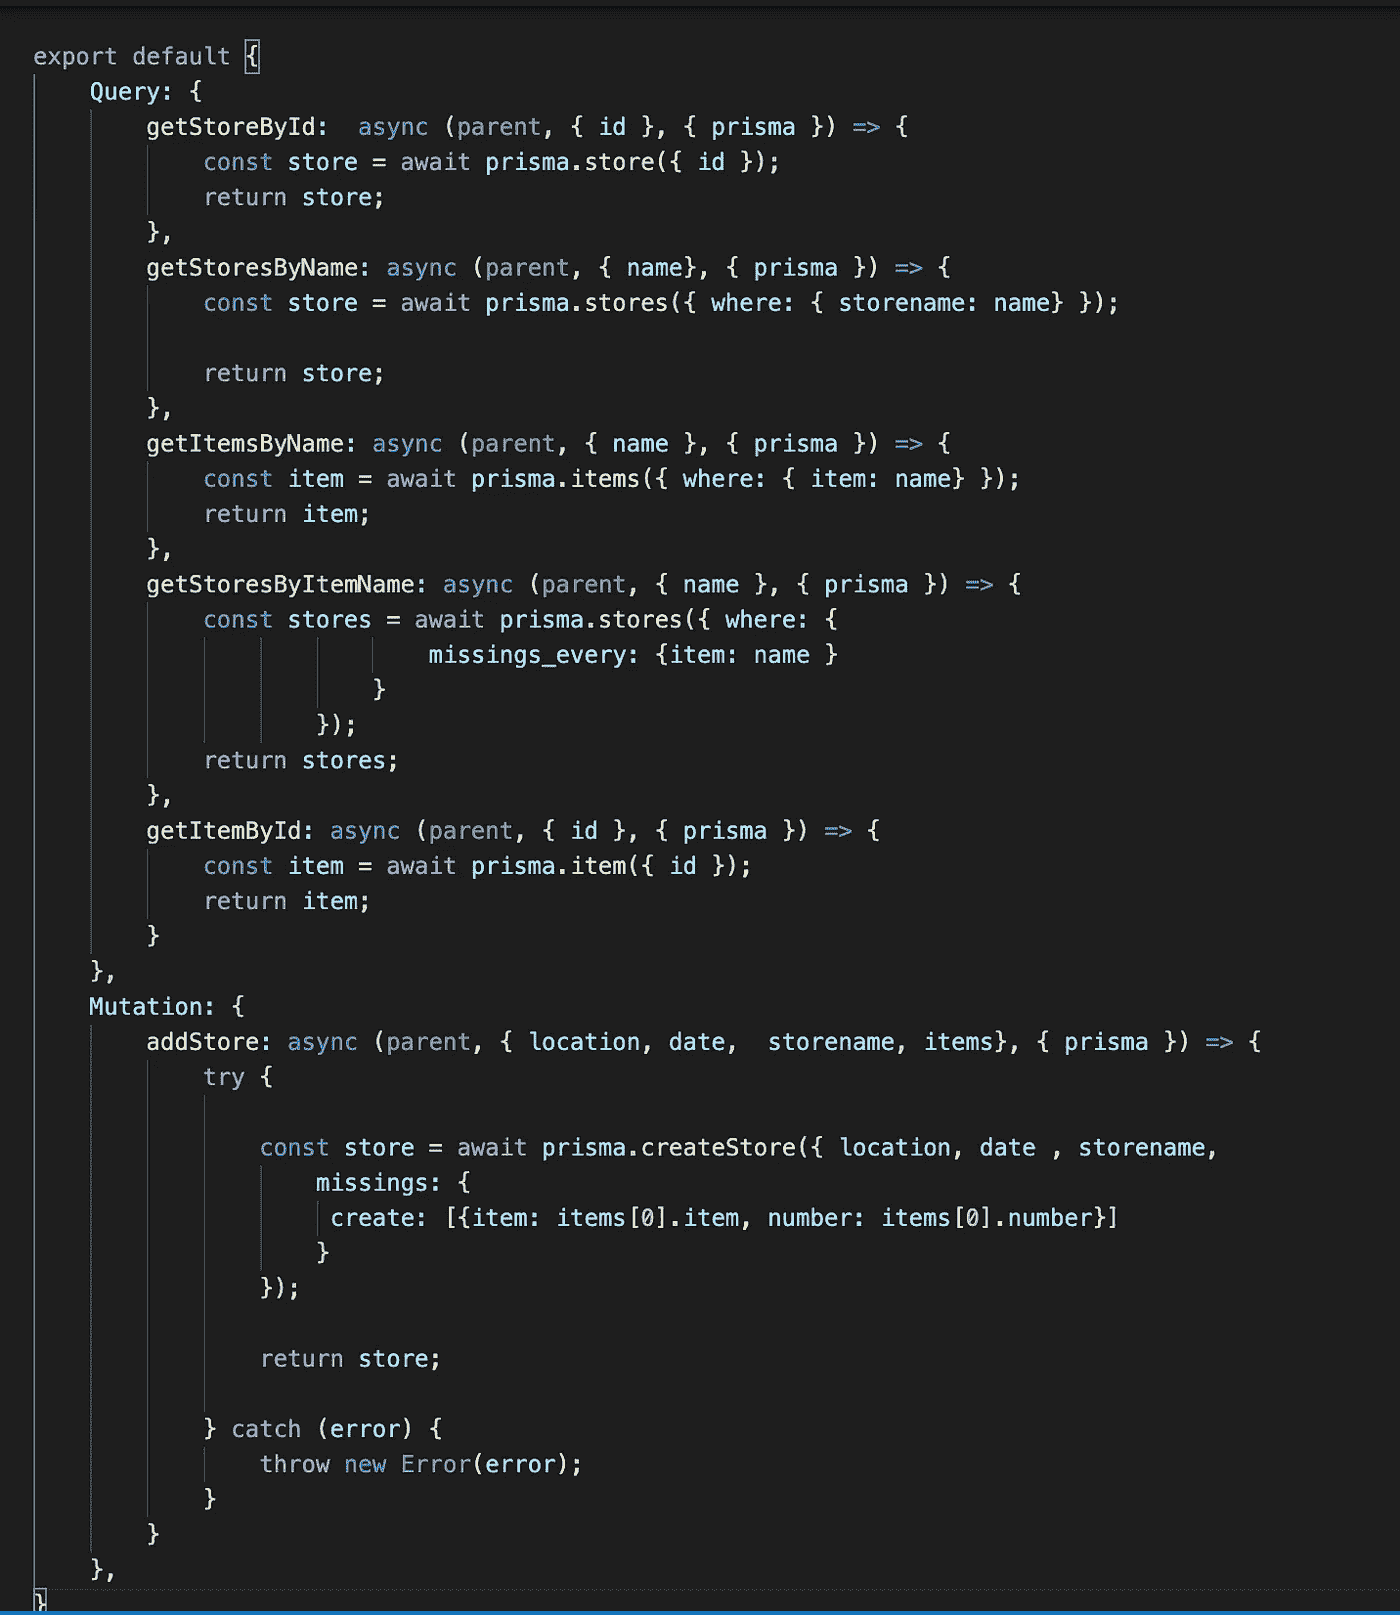 export default {
    Query: {
        getStoreById:  async (parent, { id }, { prisma }) => {
            const store = await prisma.store({ id });
            return store;
        },
        getStoresByName: async (parent, { name}, { prisma }) => {
            const store = await prisma.stores({ where: { storename: name} });

            return store;
        },
        getItemsByName: async (parent, { name }, { prisma }) => {
            const item = await prisma.items({ where: { item: name} });
            return item;
        },
        getStoresByItemName: async (parent, { name }, { prisma }) => {
            const stores = await prisma.stores({ where: {
                            missings_every: {item: name }
                        }
                    });
            return stores;
        },
        getItemById: async (parent, { id }, { prisma }) => {
            const item = await prisma.item({ id });
            return item;
        }
    },
    Mutation: {
        addStore: async (parent, { location, date,  storename, items}, { prisma }) => {
            try {

                const store = await prisma.createStore({ location, date , storename,
                    missings: {
                     create: [{item: items[0].item, number: items[0].number}]
                    }
                });

                return store;

            } catch (error) {
                throw new Error(error);
            }
        }
    },
}